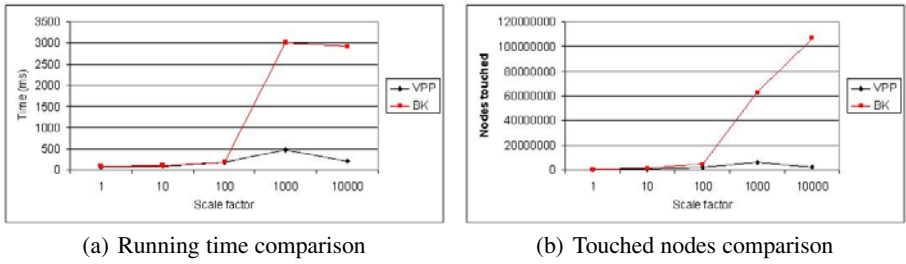 3500
3000
2500
2000
1500
1000
500
0
Time (ms)
1 10 100 1000 10000
Scale factor
VPP
BK
(a) Running time comparison
120000000
100000000
80000000
60000000
40000000
20000000
0
Nodes touched
1 10 100 1000 10000
Scale factor
VPP
BK
(b) Touched nodes comparison